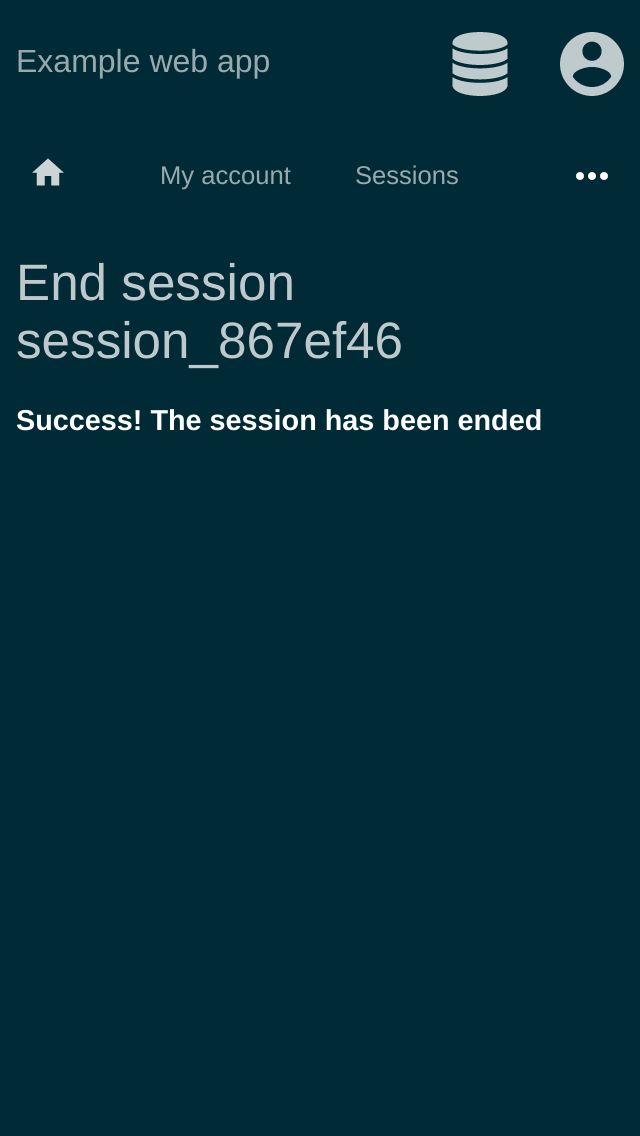 Example web app
My account Sessions
End session
session_867ef46
Success! The session has been ended